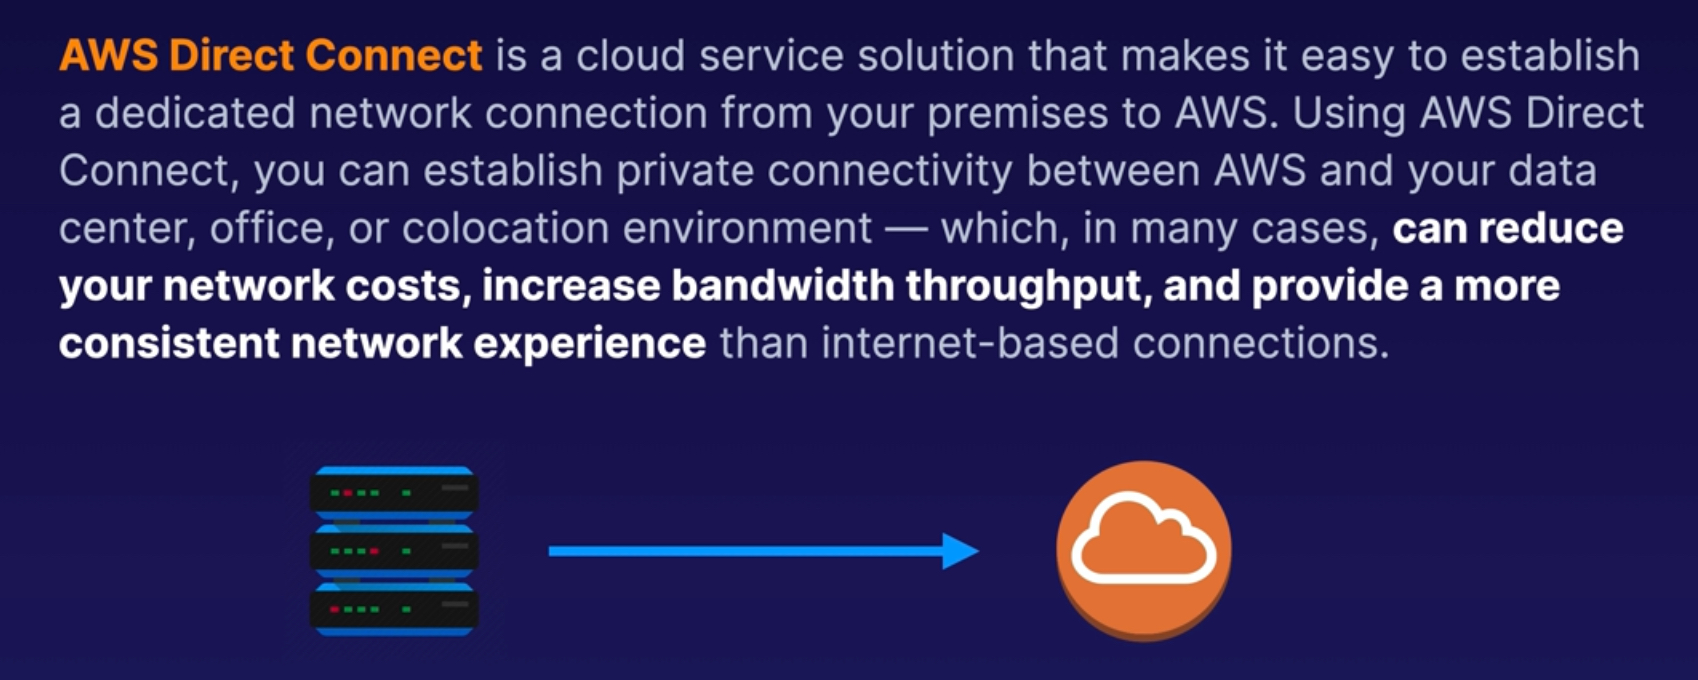 AWS Direct Connect is a cloud service solution that makes it easy to establish
a dedicated network connection from your premises to AWS. Using AWS Direct
Connect, you can establish private connectivity between AWS and your data
center, office, or colocation environment — which, in many cases, can reduce
your network costs, increase bandwidth throughput, and provide a more
consistent network experience than internet-based connections.